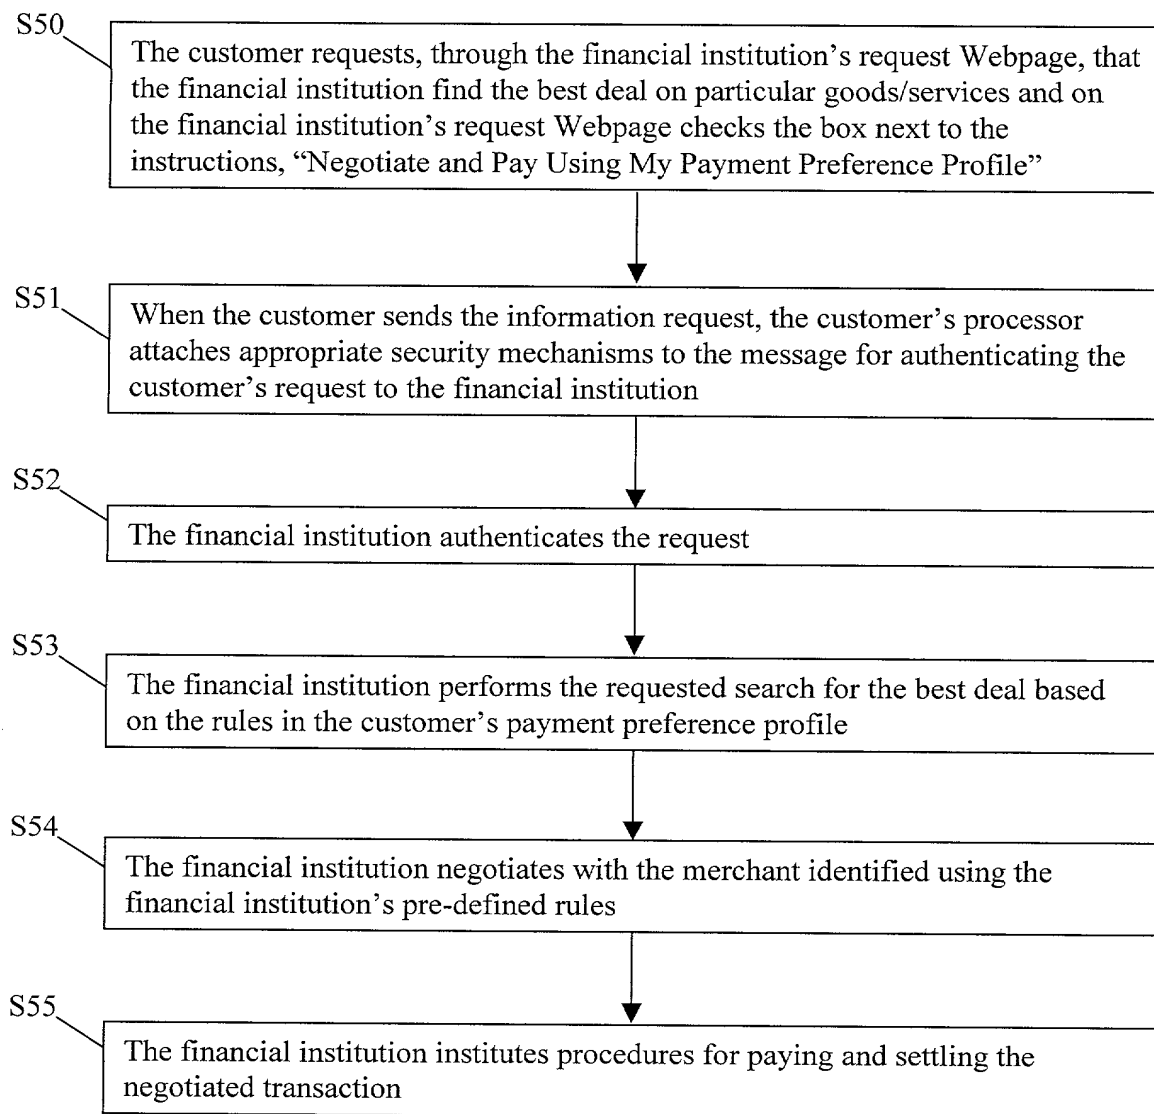 S50
The customer requests, through the financial institution’s request Webpage, that
the financial institution find the best deal on particular goods/services and on
the financial institution’s request Webpage checks the box next to the
instructions, “Negotiate and Pay Using My Payment Preference Profile”
S51
When the customer sends the information request, the customer’s processor
attaches appropriate security mechanisms to the message for authenticating the
customer’s request to the financial institution
S52
The financial institution authenticates the request
S53
The financial institution performs the requested search for the best deal based
on the rules in the customer’s payment preference profile
S54
The financial institution negotiates with the merchant identified using the
financial institution’s pre-defined rules
S55
The financial institution institutes procedures for paying and settling the
negotiated transaction